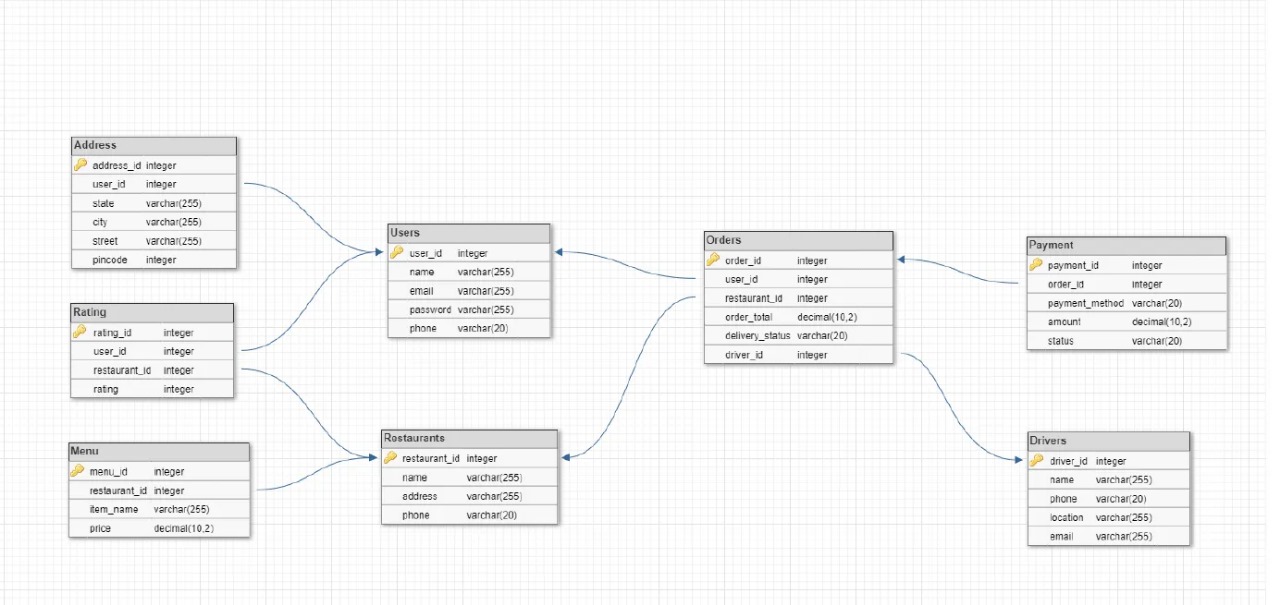 Address
address_id integer
user_id integer
state varchar(255)
city varchar(255)
street varchar(255)
pincode integer
Rating
rating_id integer
user_id integer
restaurant_id integer
rating integer
Menu
menu_id integer
restaurant_id integer
item_name varchar(255)
price decimal(10,2)
Users
user_id integer
name varchar(255)
email varchar(255)
password varchar(255)
phone varchar(20)
Restaurants
restaurant_id integer
name varchar(255)
address varchar(255)
phone varchar(20)
Orders
order_id integer
user_id integer
restaurant_id integer
order_total decimal(10,2)
delivery_status varchar(20)
driver_id integer
Payment
payment_id integer
order_id integer
payment_method varchar(20)
amount decimal(10,2)
status varchar(20)
Drivers
driver_id integer
name varchar(255)
phone varchar(20)
location varchar(255)
email varchar(255)